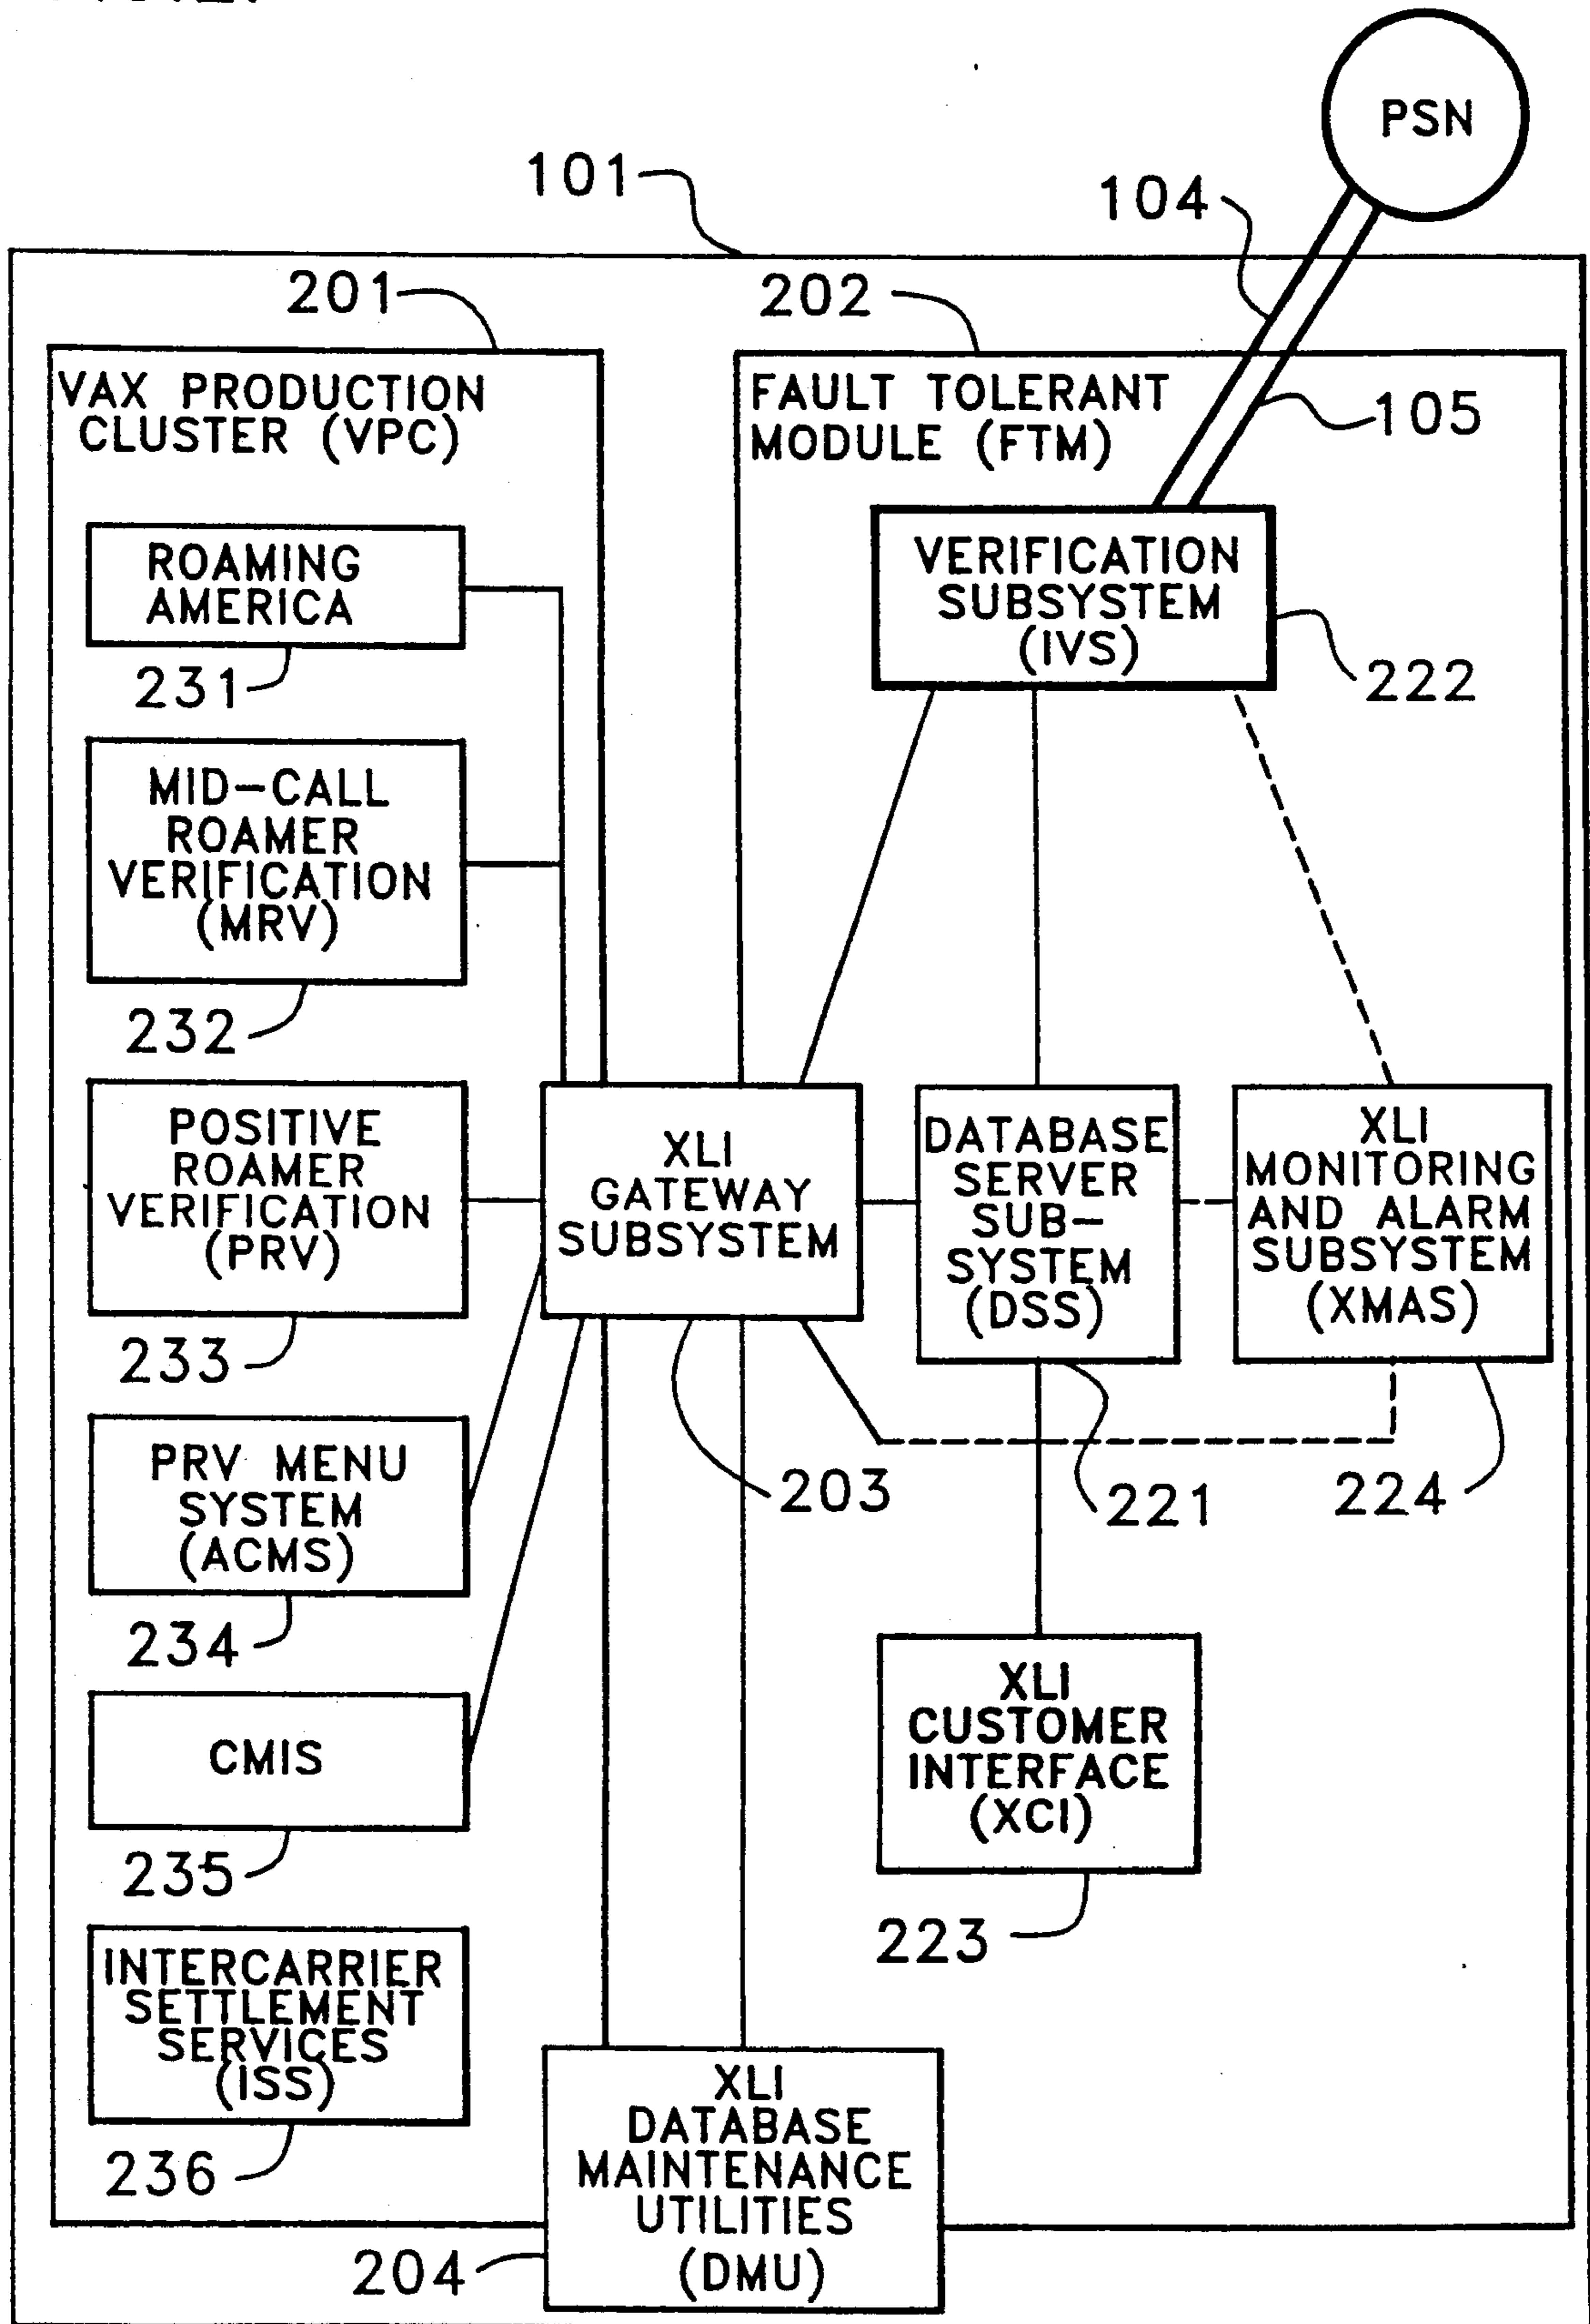 PSN
101
104
201
202
VAX PRODUCTION
CLUSTER (VPC)
FAULT TOLERANT
MODULE (FTM)
105
ROAMING
AMERICA
231
VERIFICATION
SUBSYSTEM
(IVS)
222
MID-CALL
ROAMER
VERIFICATION
(MRV)
232
POSITIVE
ROAMER
VERIFICATION
(PRV)
233
XLI
GATEWAY
SUBSYSTEM
203
DATABASE
SERVER
SUB-
SYSTEM
(DSS)
221
XLI
MONITORING
AND ALARM
SUBSYSTEM
(XMAS)
224
PRV MENU
SYSTEM
(ACMS)
234
CMIS
235
XLI
CUSTOMER
INTERFACE
(XCI)
223
INTERCARRIER
SETTLEMENT
SERVICES
(ISS)
236
XLI
DATABASE
MAINTENANCE
UTILITIES
(DMU)
204